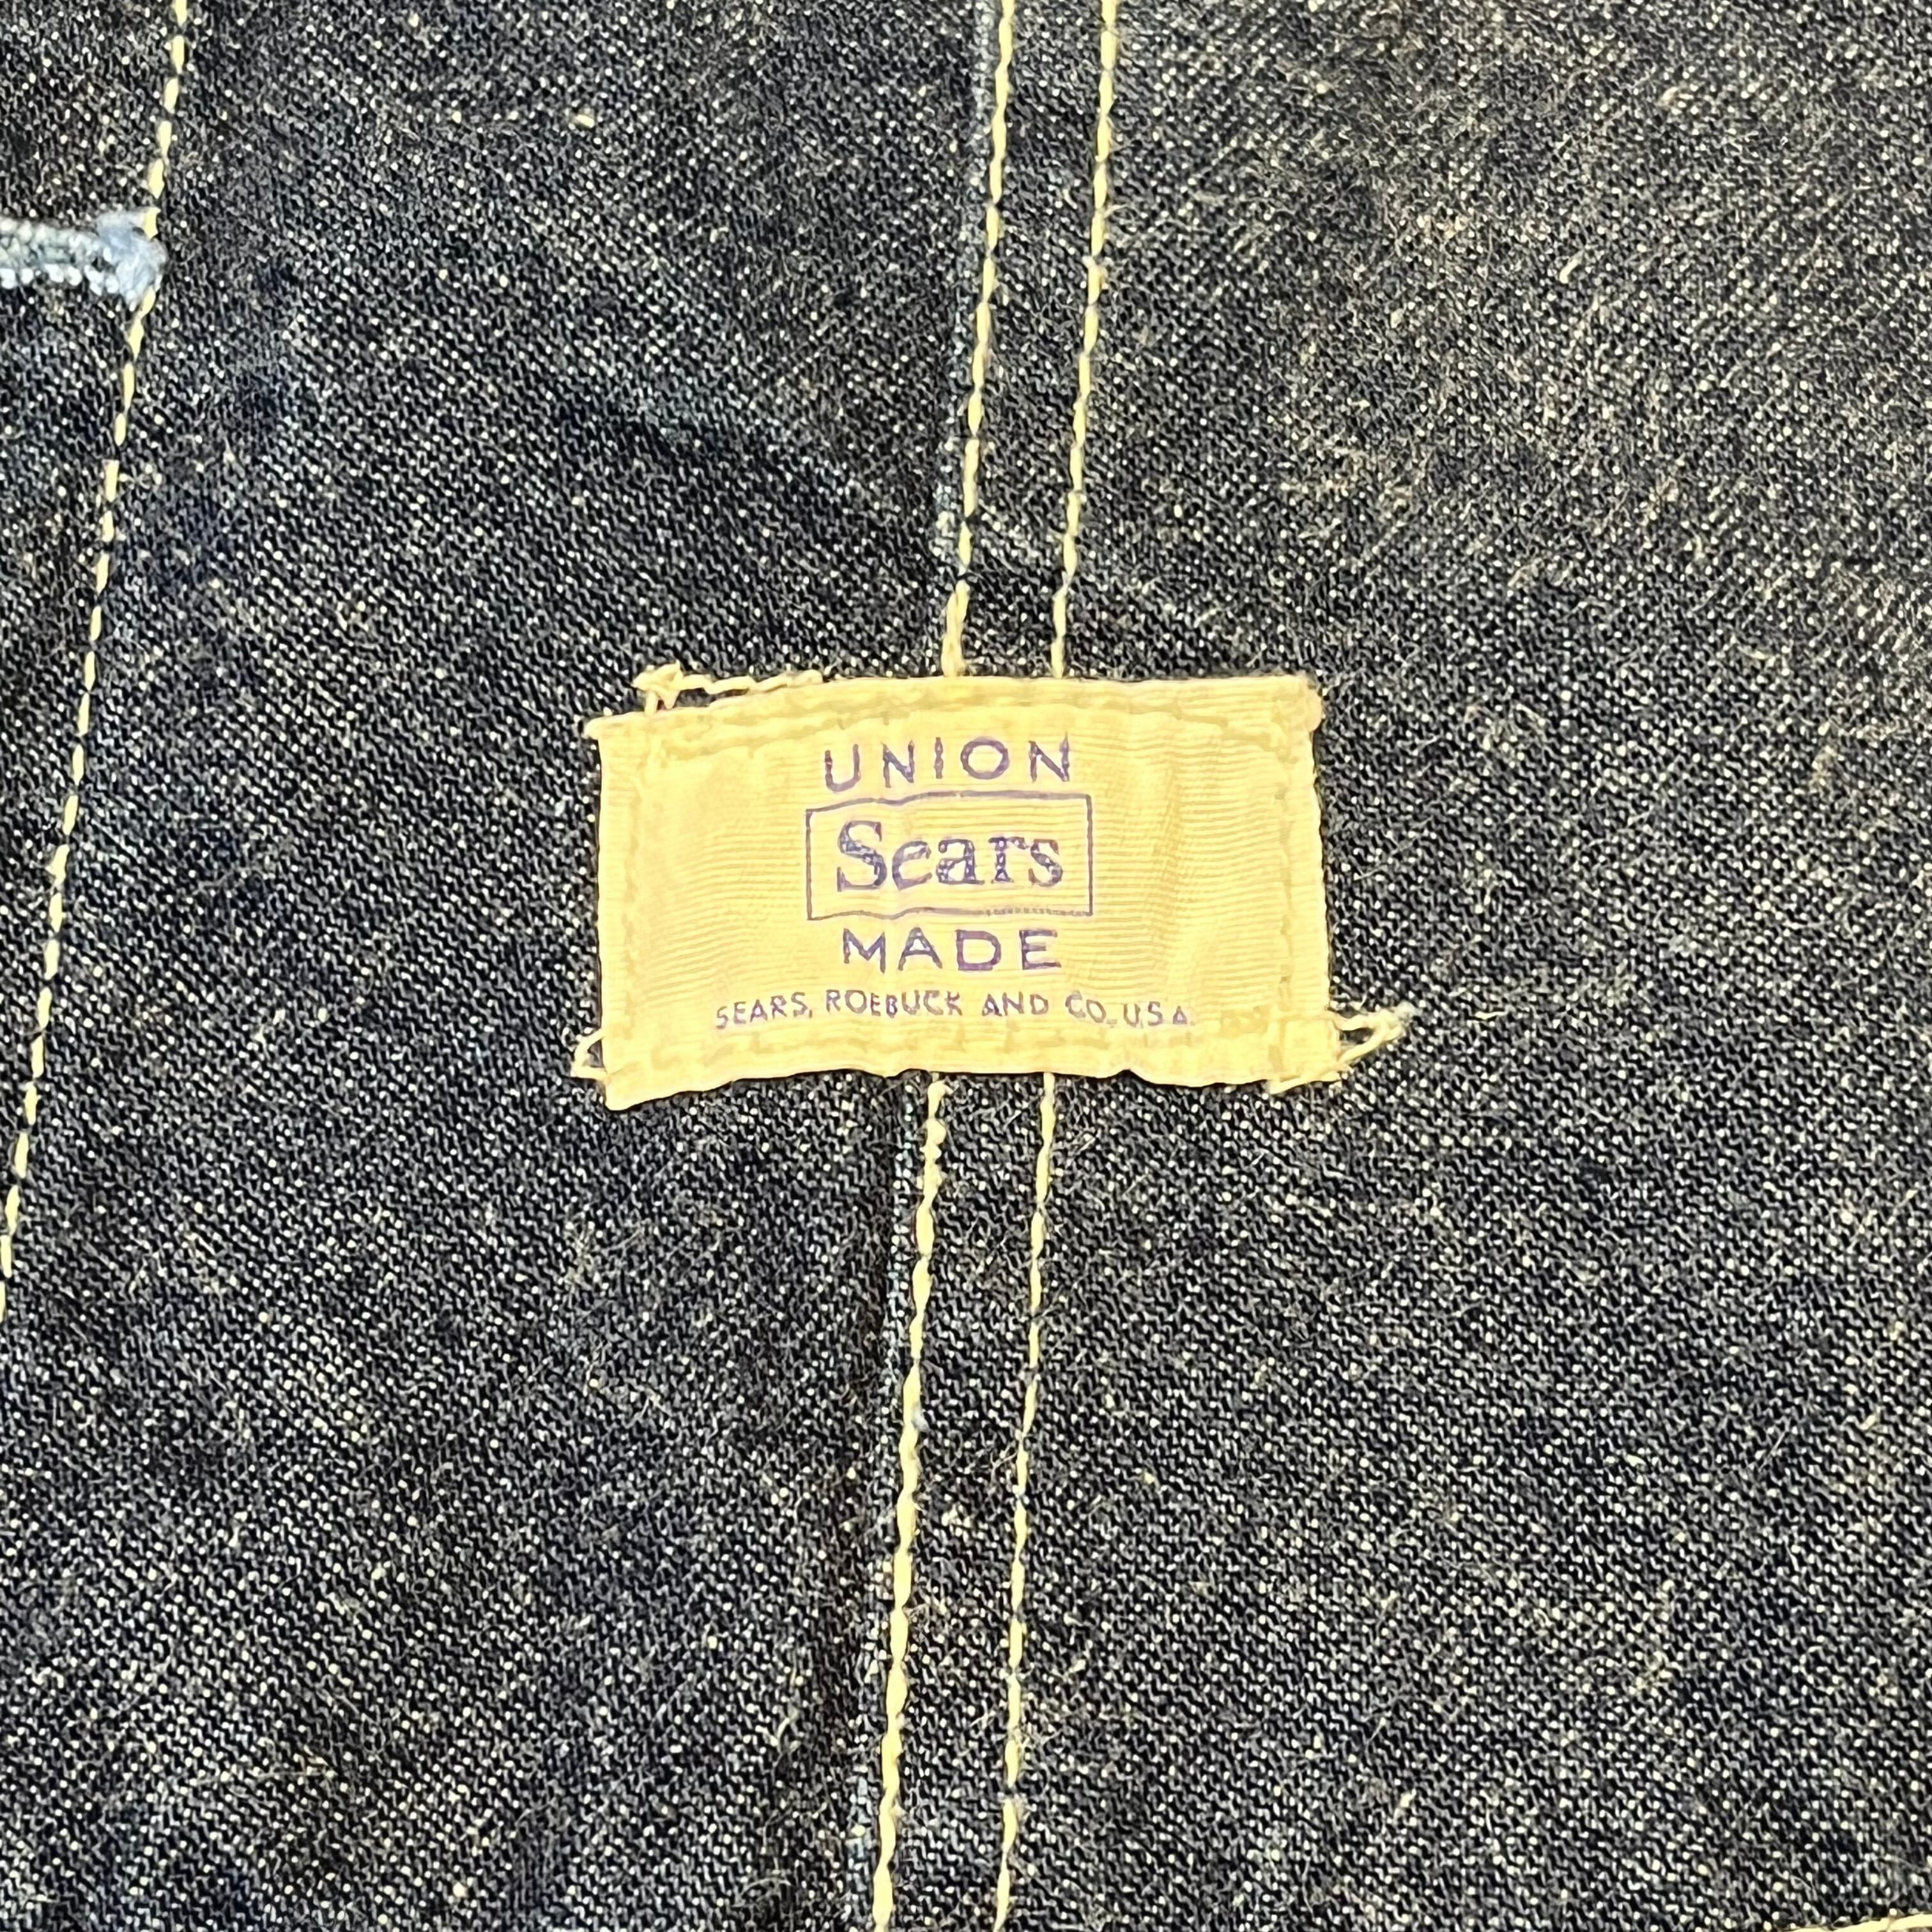 UNION
Sears
MADE
SEARS, ROEBUCK AND CO. U.S.A.